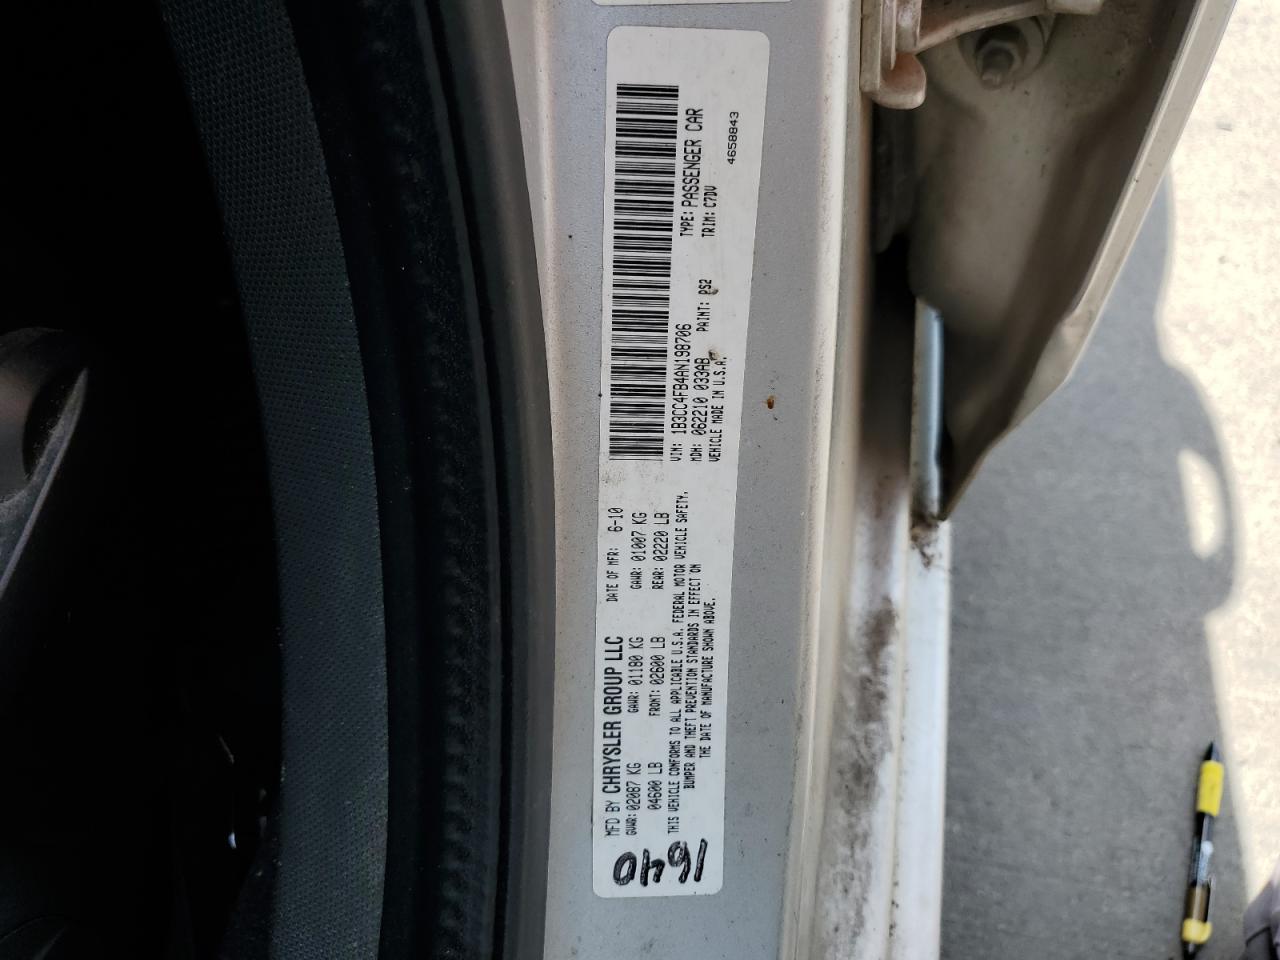 MFD BY CHRYSLER GROUP LLC DATE OF MFR: 6-10
GVWR: 02087 KG GAWR: 01180 KG GAWR: 01007 KG
04600 LB FRONT: 02600 LB REAR: 02220 LB
THIS VEHICLE CONFORMS TO ALL APPLICABLE U.S.A. FEDERAL MOTOR VEHICLE SAFETY,
BUMPER AND THEFT PREVENTION STANDARDS IN EFFECT ON
THE DATE OF MANUFACTURE SHOWN ABOVE.
VIN: 1B3CC4FB4AN198706 TYPE: PASSENGER CAR
MDH: 062210 033AB PAINT: PS2 TRIM: C7DV
VEHICLE MADE IN U.S.A.
4658843
1640